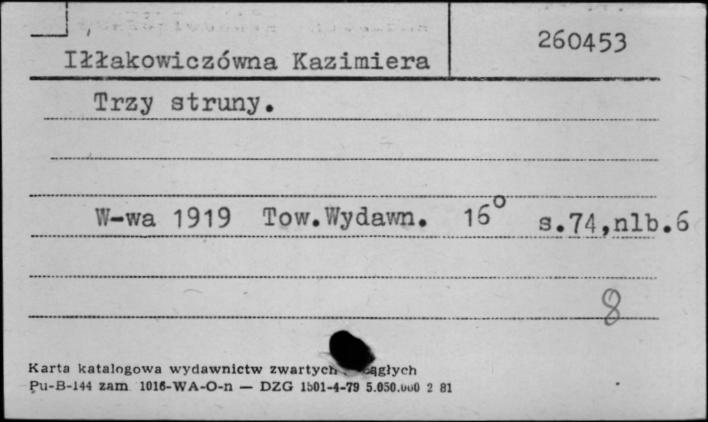 260453
Iłłakowiczówna Kazimiera
Trzy struny.
W-wa 1919 Tow.Wydawn. 16° s.74,nlb.6
8
Karta katalogowa wydawnictw zwartych ciągłych
Pu-B-144 zam. 1016-WA-O-n — DZG 1501-4-79 5.050.000 2 81